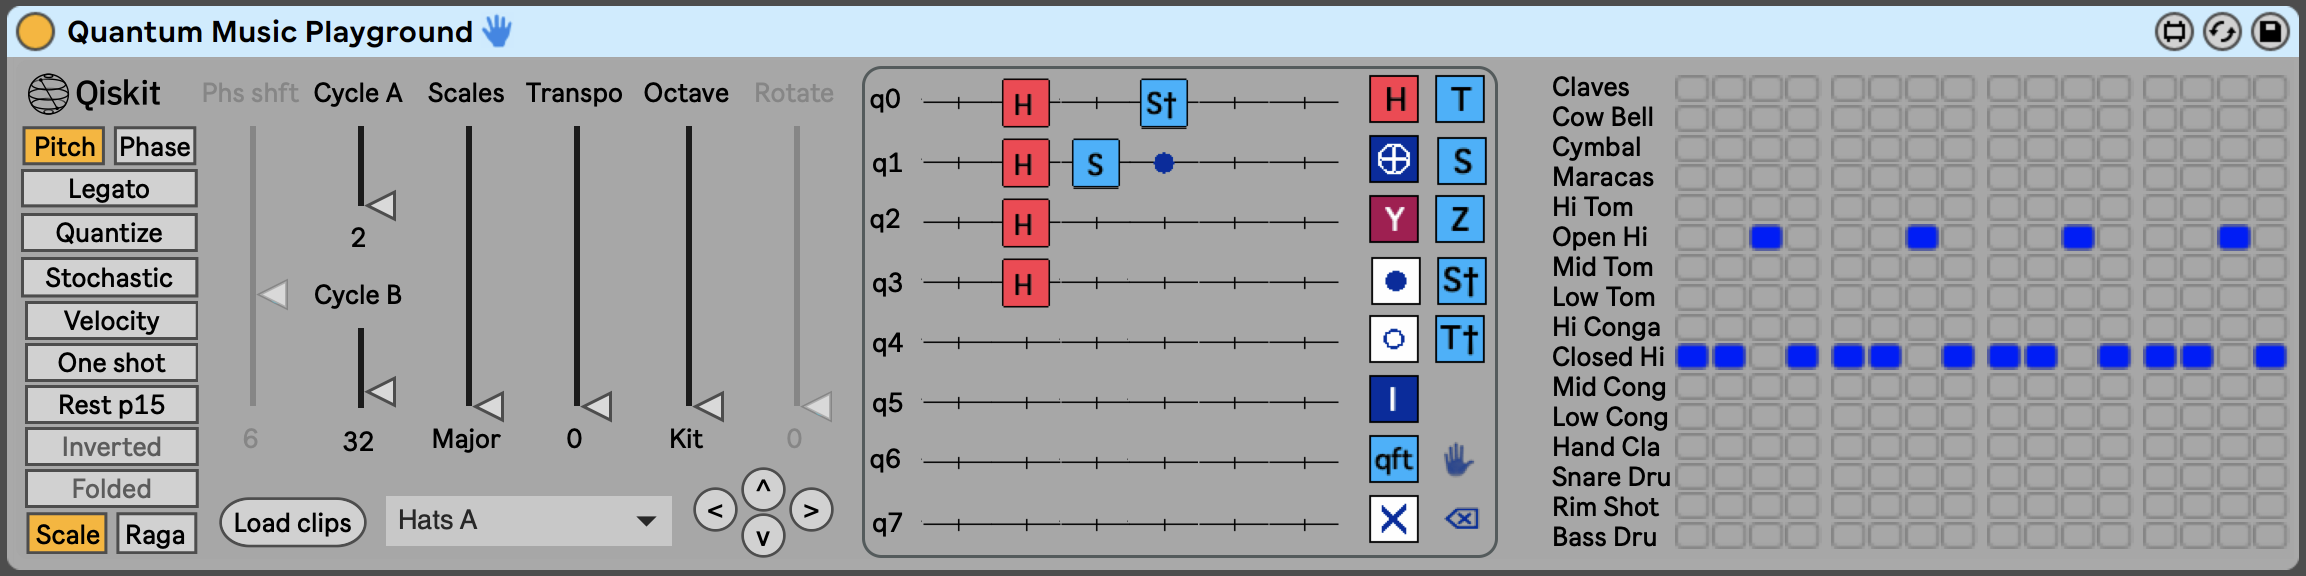 Quantum Music Playground
Qiskit
Phs shft Cycle A Scales Transpo Octave Rotate
Pitch Phase
Legato
Quantize
Stochastic
Velocity
One shot
Rest p15
Inverted
Folded
Scale Raga
2
Cycle B
6 32 Major 0 Kit 0
Load clips
Hats A
< ^ v >
q0 H S†
q1 H S
q2 H
q3 H
q4
q5
q6
q7
H T
S
Y Z
S†
T†
I
qft
Claves
Cow Bell
Cymbal
Maracas
Hi Tom
Open Hi
Mid Tom
Low Tom
Hi Conga
Closed Hi
Mid Cong
Low Cong
Hand Cla
Snare Dru
Rim Shot
Bass Dru